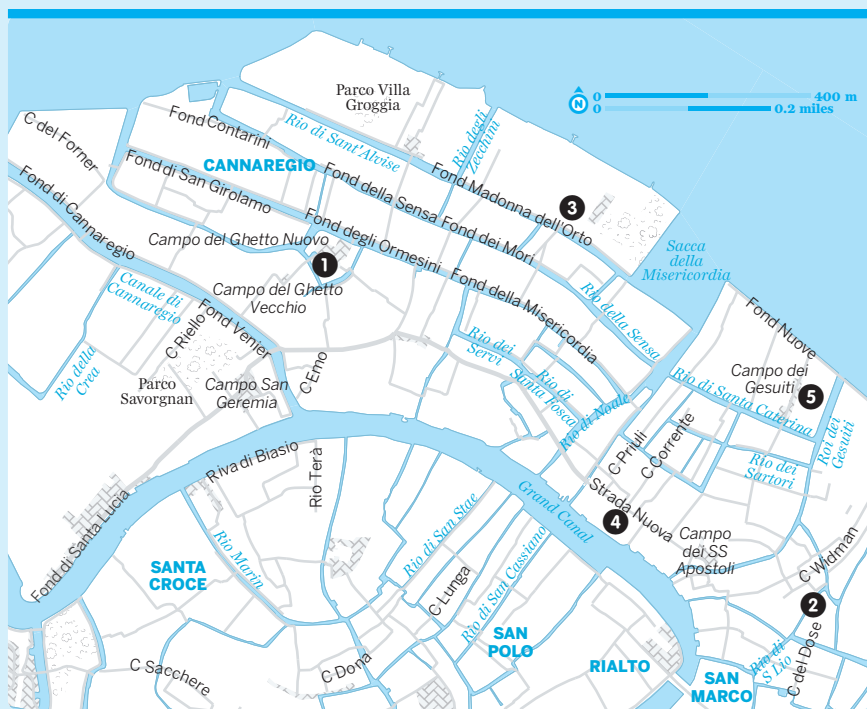 Parco Villa
Groggia
N
0
400 m
0
0.2 miles
C del Forner
Fond Contarini
Rio di Sant'Alvise
Rio degli
Zecchini
CANNAREGIO
Fond di San Girolamo
Fond della Sensa
Fond Madonna dell'Orto
3
Fond di Cannaregio
Campo del Ghetto Nuovo
Fond degli Ormesini
Fond dei Mori
Sacca
della
Misericordia
1
Campo del Ghetto
Vecchio
Fond della Misericordia
Rio della Sensa
Canale di
Cannaregio
Fond Venier
C Riello
Rio della
Crea
Parco
Savorgnan
Campo San
Geremia
C Emo
Rio dei
Servi
Rio di
Santa Fosca
Rio di Noale
Fond Nuove
Campo dei
Gesuiti
5
Rio di Santa Caterina
Roi dei
Gesuiti
C Priuli
C Corrente
Rio dei
Sartori
Riva di Biasio
Rio Terà
Fond di Santa Lucia
Grand Canal
Strada Nuova
4
Campo
dei SS
Apostoli
Rio Marin
Rio di San Stae
SANTA
CROCE
C Lunga
Rio di San Cassiano
C Widman
2
SAN
POLO
RIALTO
Rio di
S Lio
C del Dose
C Sacchere
C Dona
SAN
MARCO